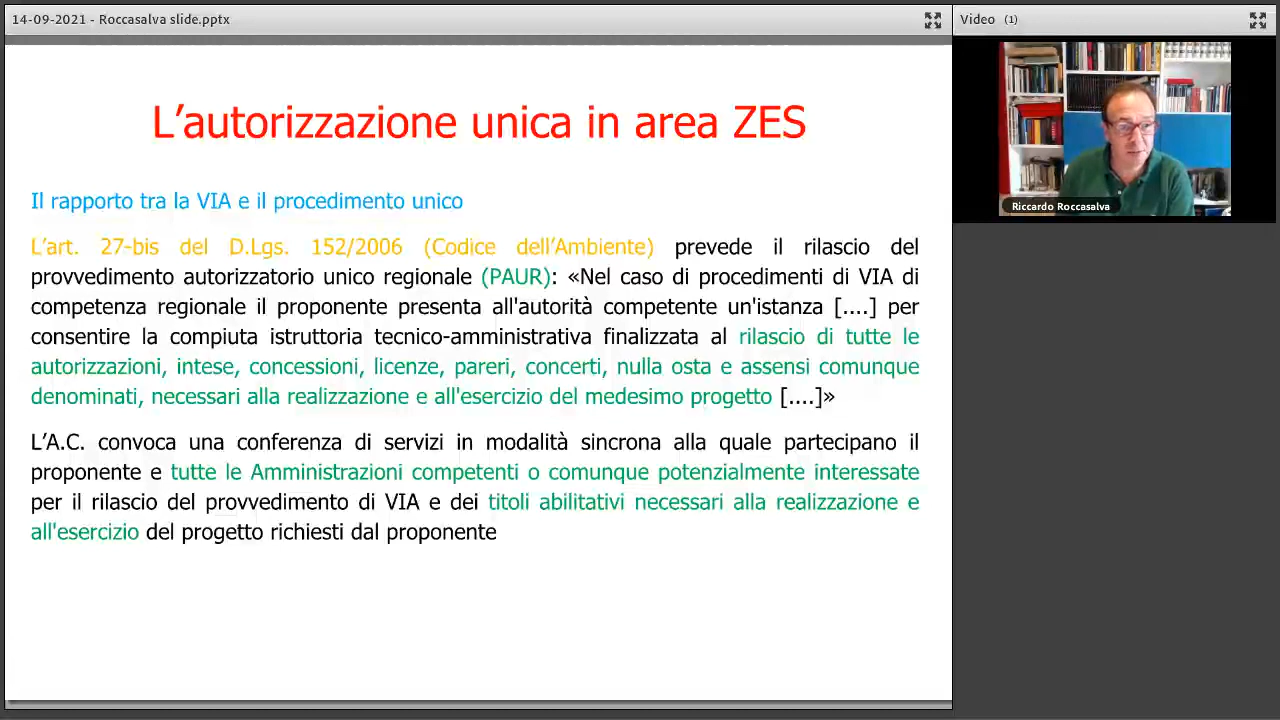 14-09-2021 - Roccasalva slide.pptx
Video (1)
L'autorizzazione unica in area ZES
Il rapporto tra la VIA e il procedimento unico
L'art. 27-bis del D.Lgs. 152/2006 (Codice dell'Ambiente) prevede il rilascio del
provvedimento autorizzatorio unico regionale (PAUR): «Nel caso di procedimenti di VIA di
competenza regionale il proponente presenta all'autorità competente un'istanza [....] per
consentire la compiuta istruttoria tecnico-amministrativa finalizzata al rilascio di tutte le
autorizzazioni, intese, concessioni, licenze, pareri, concerti, nulla osta e assensi comunque
denominati, necessari alla realizzazione e all'esercizio del medesimo progetto [....]»
L'A.C. convoca una conferenza di servizi in modalità sincrona alla quale partecipano il
proponente e tutte le Amministrazioni competenti o comunque potenzialmente interessate
per il rilascio del provvedimento di VIA e dei titoli abilitativi necessari alla realizzazione e
all'esercizio del progetto richiesti dal proponente
Riccardo Roccasalva